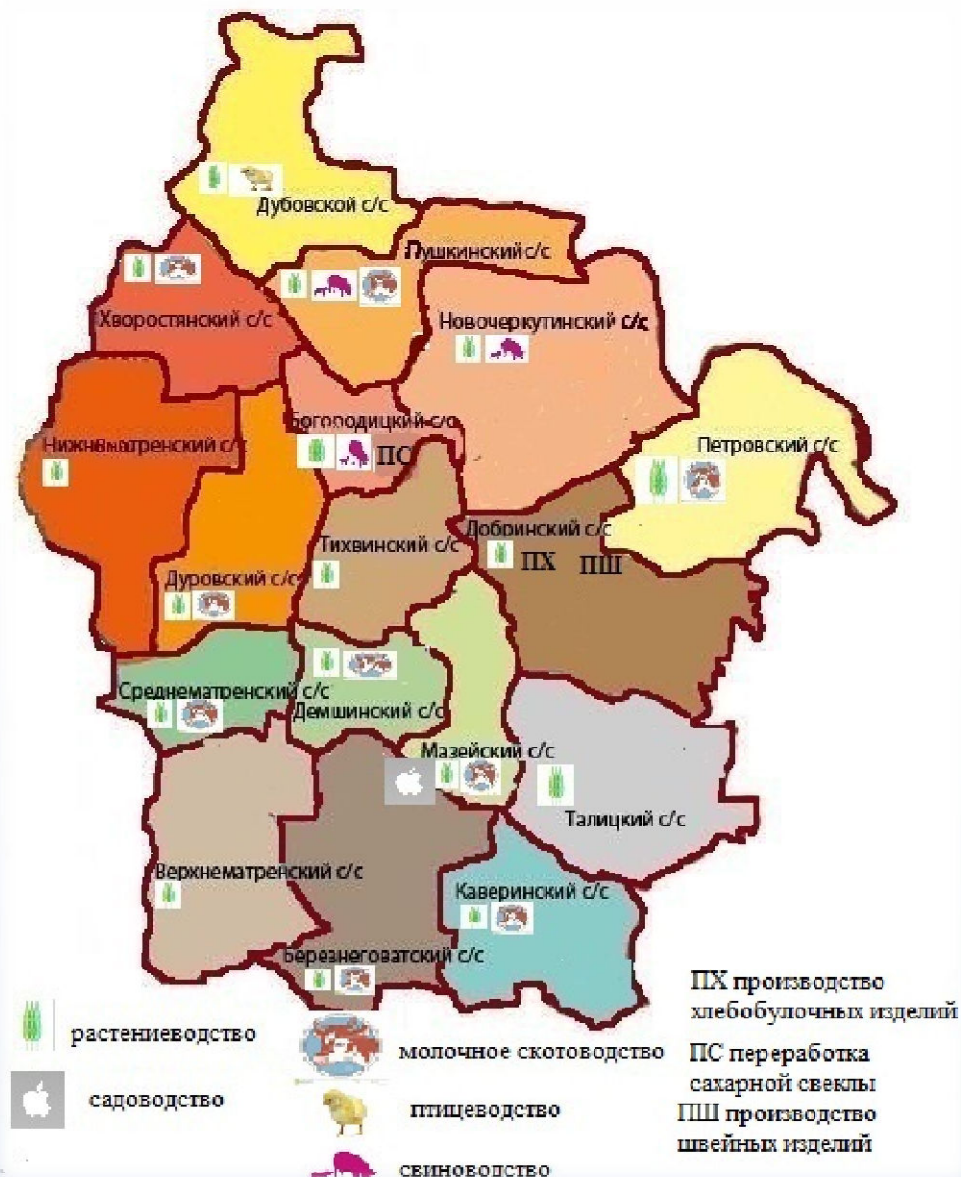 Дубовской с/с
Пушкинский с/с
Хворостянский с/с
Новочеркутинский с/с
Богородицкий с/с
ПС
Нижнематренский с/с
Петровский с/с
Добринский с/с
ПХ ПШ
Тихвинский с/с
Дуровский с/с
Среднематренский с/с
Демшинский с/с
Мазейский с/с
Талицкий с/с
Верхнематренский с/с
Каверинский с/с
Березнеговатский с/с
растениеводство
садоводство
молочное скотоводство
птицеводство
свиноводство
ПХ производство
хлебобулочных изделий
ПС переработка
сахарной свеклы
ПШ производство
швейных изделий